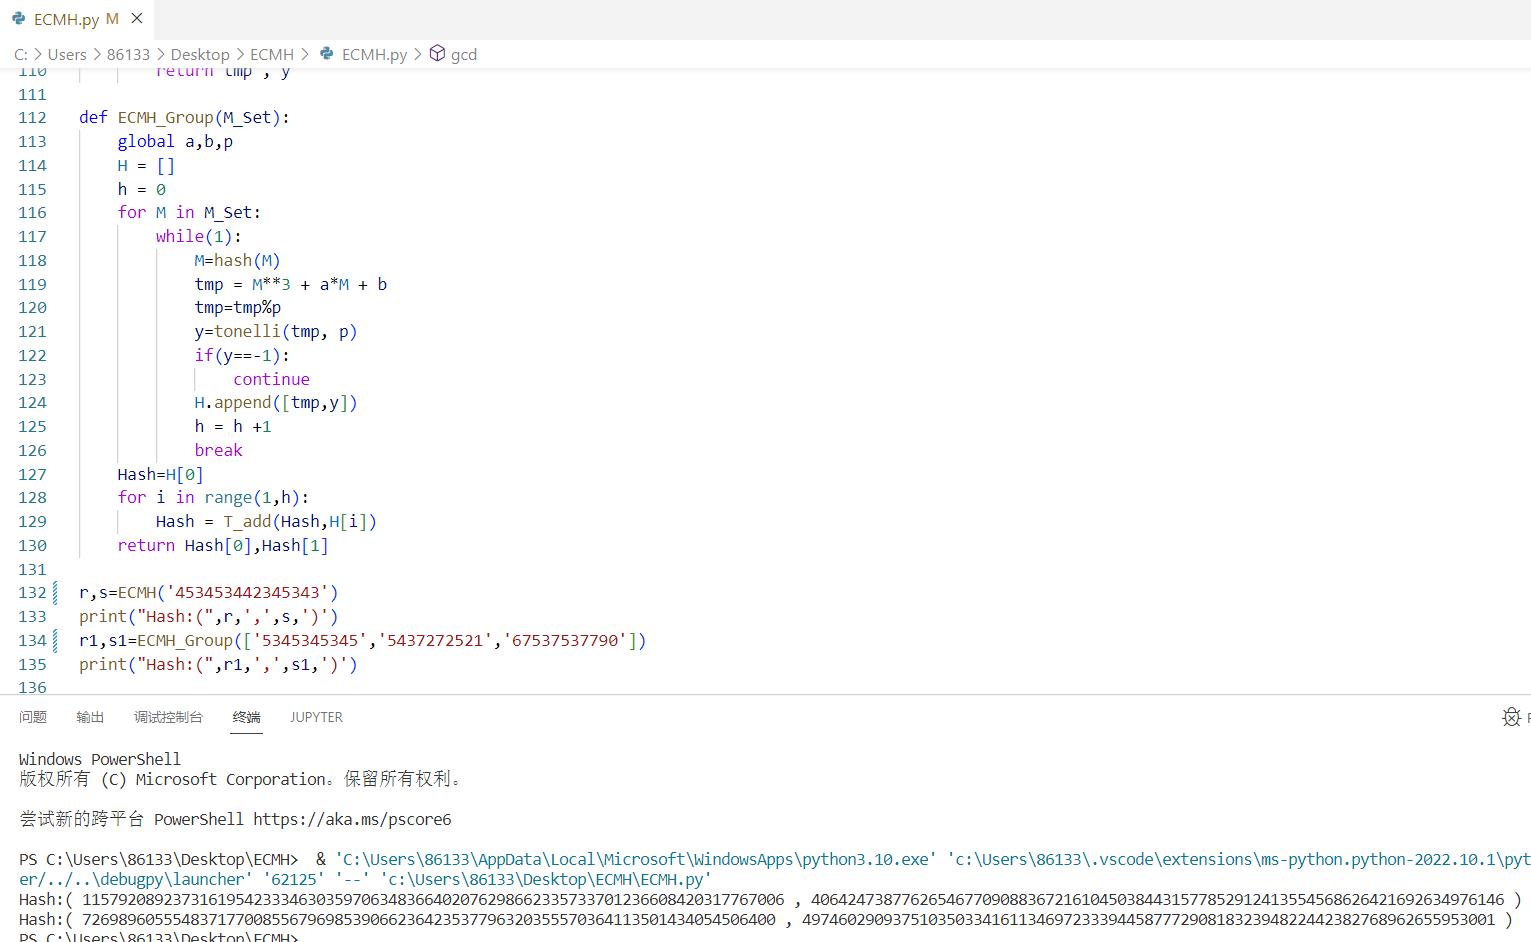 ECMH.py M
C: > Users > 86133 > Desktop > ECMH > ECMH.py > gcd
110 return tmp , y
111
112 def ECMH_Group(M_Set):
113 global a,b,p
114 H = []
115 h = 0
116 for M in M_Set:
117 while(1):
118 M=hash(M)
119 tmp = M**3 + a*M + b
120 tmp=tmp%p
121 y=tonelli(tmp, p)
122 if(y==-1):
123 continue
124 H.append([tmp,y])
125 h = h +1
126 break
127 Hash=H[0]
128 for i in range(1,h):
129 Hash = T_add(Hash,H[i])
130 return Hash[0],Hash[1]
131
132 r,s=ECMH('453453442345343')
133 print("Hash:(",r,',',s,')')
134 r1,s1=ECMH_Group(['5345345345','5437272521','67537537790'])
135 print("Hash:(",r1,',',s1,')')
136
问题 输出 调试控制台 终端 JUPYTER
Windows PowerShell
版权所有 (C) Microsoft Corporation。保留所有权利。
尝试新的跨平台 PowerShell https://aka.ms/pscore6
PS C:\Users\86133\Desktop\ECMH> & 'C:\Users\86133\AppData\Local\Microsoft\WindowsApps\python3.10.exe' 'c:\Users\86133\.vscode\extensions\ms-python.python-2022.10.1\pyt
er/../..\debugpy\launcher' '62125' '--' 'c:\Users\86133\Desktop\ECMH\ECMH.py'
Hash:( 115792089237316195423334630359706348366402076298662335733701236608420317767006 , 40642473877626546770908836721610450384431577852912413554568626421692634976146 )
Hash:( 72698960555483717700855679698539066236423537796320355570364113501434054506400 , 49746029093751035033416113469723339445877729081832394822442382768962655953001 )
PS C:\Users\86133\Desktop\ECMH>